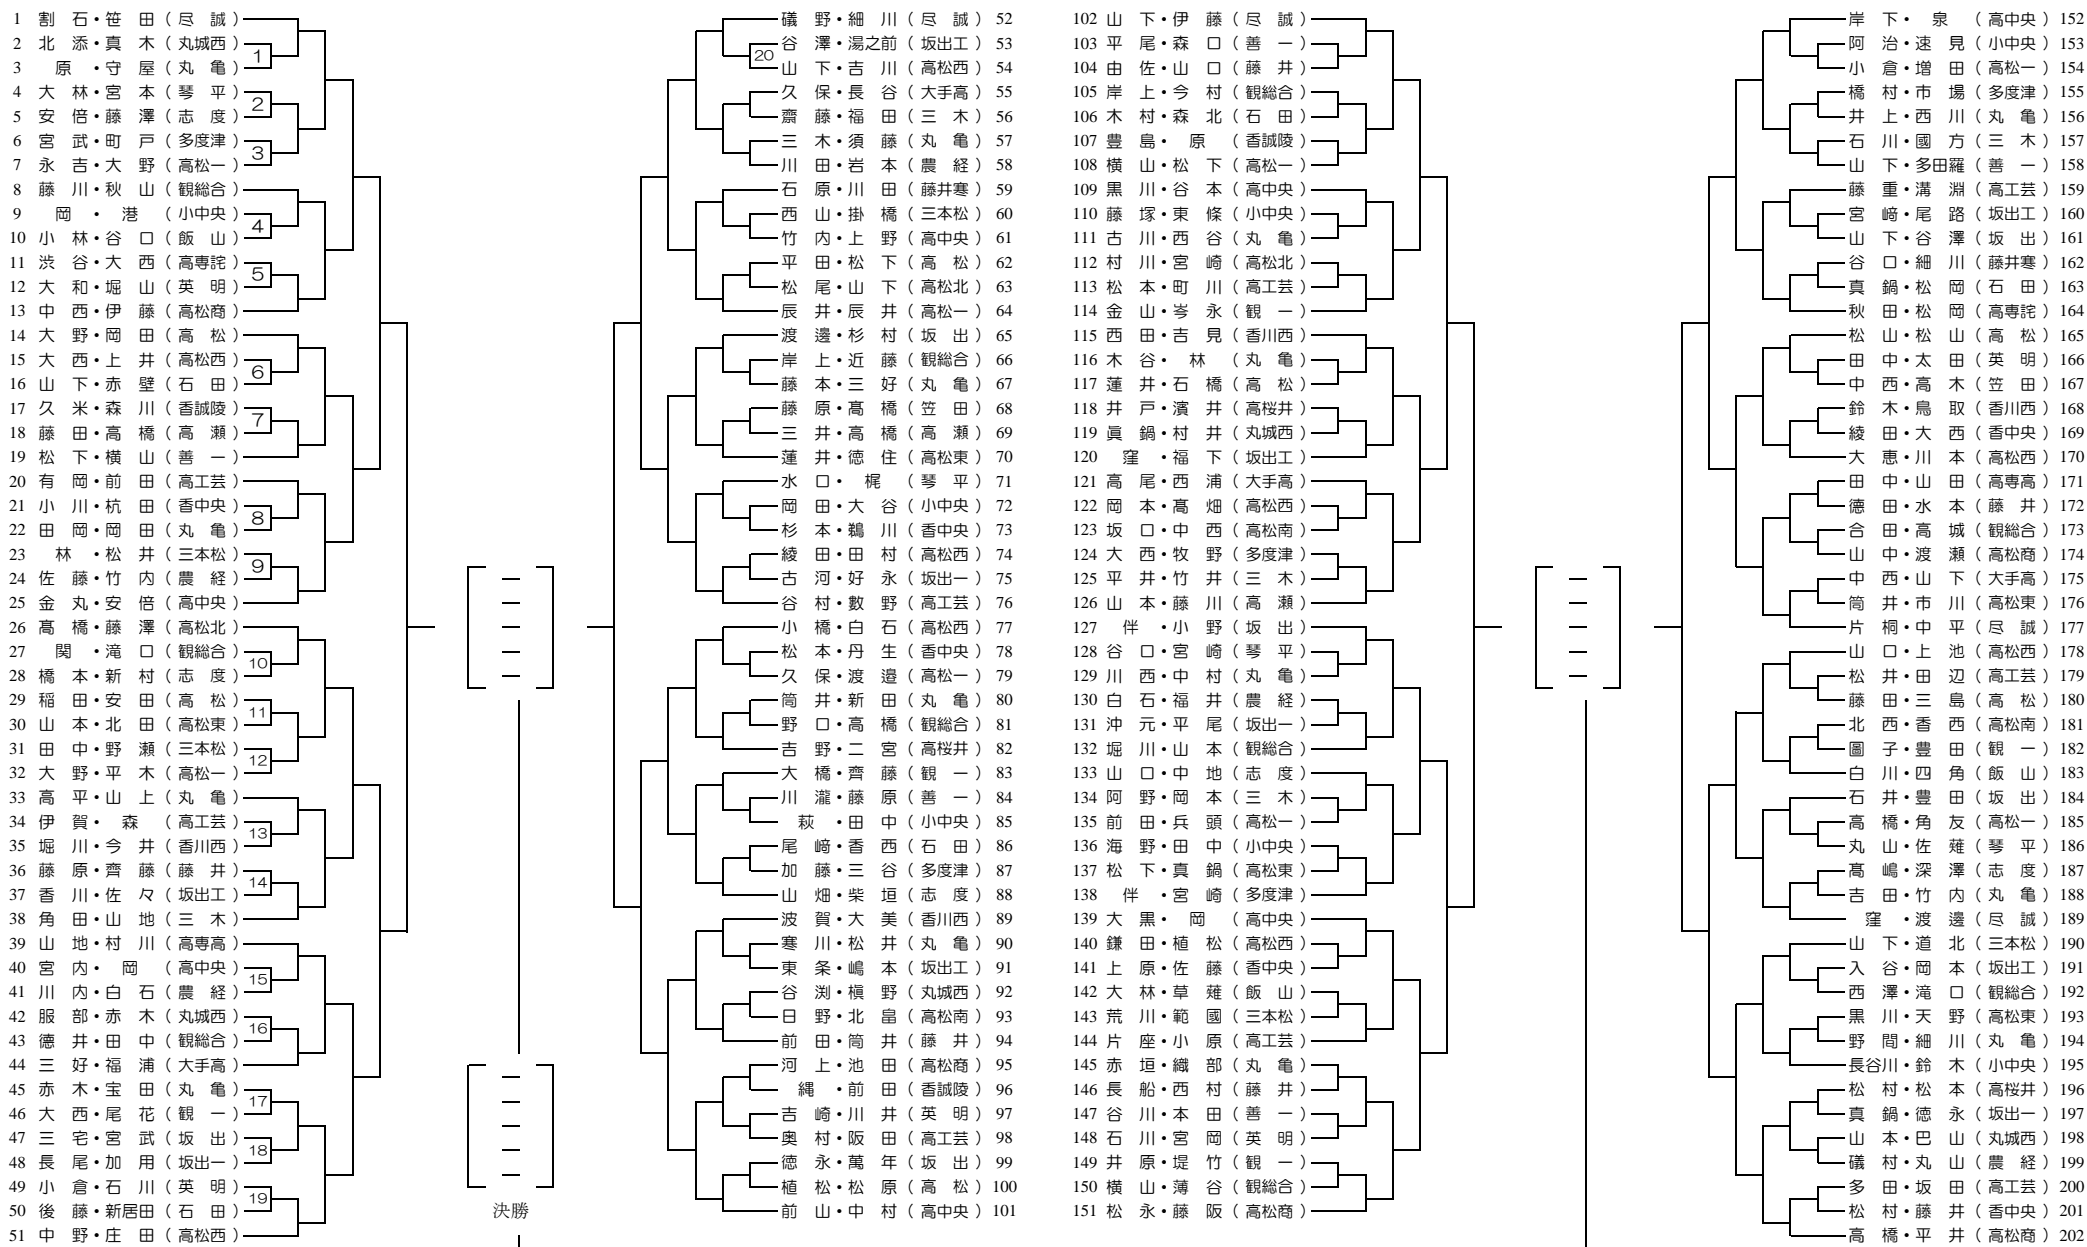 1 割 石・笹 田 ( 尽 誠 )
2 北 添・真 木 ( 丸城西 )
3 原 ・守 屋 ( 丸 亀 )
1
4 大 林・宮 本 ( 琴 平 )
5 安 倍・藤 澤 ( 志 度 )
2
6 宮 武・町 戸 ( 多度津 )
7 永 吉・大 野 ( 高松一 )
3
8 藤 川・秋 山 ( 観総合 )
9 岡 ・ 港 ( 小中央 )
10 小 林・谷 口 ( 飯 山 )
4
11 渋 谷・大 西 ( 高専詫 )
12 大 和・堀 山 ( 英 明 )
5
13 中 西・伊 藤 ( 高松商 )
14 大 野・岡 田 ( 高 松 )
15 大 西・上 井 ( 高松西 )
16 山 下・赤 壁 ( 石 田 )
6
17 久 米・森 川 ( 香誠陵 )
18 藤 田・高 橋 ( 高 瀬 )
7
19 松 下・横 山 ( 善 一 )
20 有 岡・前 田 ( 高工芸 )
21 小 川・杭 田 ( 香中央 )
22 田 岡・岡 田 ( 丸 亀 )
8
23 林 ・松 井 ( 三本松 )
24 佐 藤・竹 内 ( 農 経 )
9
25 金 丸・安 倍 ( 高中央 )
26 髙 橋・藤 澤 ( 高松北 )
27 関 ・滝 口 ( 観総合 )
28 橋 本・新 村 ( 志 度 )
10
29 稲 田・安 田 ( 高 松 )
30 山 本・北 田 ( 高松東 )
11
31 田 中・野 瀬 ( 三本松 )
32 大 野・平 木 ( 高松一 )
12
33 高 平・山 上 ( 丸 亀 )
34 伊 賀・ 森 ( 高工芸 )
35 堀 川・今 井 ( 香川西 )
13
36 藤 原・齊 藤 ( 藤 井 )
37 香 川・佐 々 ( 坂出工 )
14
38 角 田・山 地 ( 三 木 )
39 山 地・村 川 ( 高専高 )
40 宮 内・ 岡 ( 高中央 )
41 川 内・白 石 ( 農 経 )
15
42 服 部・赤 木 ( 丸城西 )
43 德 井・田 中 ( 観総合 )
16
44 三 好・福 浦 ( 大手高 )
45 赤 木・宝 田 ( 丸 亀 )
46 大 西・尾 花 ( 観 一 )
17
47 三 宅・宮 武 ( 坂 出 )
48 長 尾・加 用 ( 坂出一 )
18
49 小 倉・石 川 ( 英 明 )
50 後 藤・新居田 ( 石 田 )
19
51 中 野・庄 田 ( 高松西 )
決勝
礒 野・細 川 ( 尽 誠 ) 52
谷 澤・湯之前 ( 坂出工 ) 53
山 下・吉 川 ( 高松西 ) 54
20
久 保・長 谷 ( 大手高 ) 55
齋 藤・福 田 ( 三 木 ) 56
三 木・須 藤 ( 丸 亀 ) 57
川 田・岩 本 ( 農 経 ) 58
石 原・川 田 ( 藤井寒 ) 59
西 山・掛 橋 ( 三本松 ) 60
竹 内・上 野 ( 高中央 ) 61
平 田・松 下 ( 高 松 ) 62
松 尾・山 下 ( 高松北 ) 63
辰 井・辰 井 ( 高松一 ) 64
渡 邊・杉 村 ( 坂 出 ) 65
岸 上・近 藤 ( 観総合 ) 66
藤 本・三 好 ( 丸 亀 ) 67
藤 原・髙 橋 ( 笠 田 ) 68
三 井・高 橋 ( 高 瀬 ) 69
蓮 井・徳 住 ( 高松東 ) 70
水 口・ 梶 ( 琴 平 ) 71
岡 田・大 谷 ( 小中央 ) 72
杉 本・鵜 川 ( 香中央 ) 73
綾 田・田 村 ( 高松西 ) 74
古 河・好 永 ( 坂出一 ) 75
谷 村・數 野 ( 高工芸 ) 76
小 橋・白 石 ( 高松西 ) 77
松 本・丹 生 ( 香中央 ) 78
久 保・渡 邉 ( 高松一 ) 79
筒 井・新 田 ( 丸 亀 ) 80
野 口・高 橋 ( 観総合 ) 81
吉 野・二 宮 ( 高桜井 ) 82
大 橋・齊 藤 ( 観 一 ) 83
川 瀧・藤 原 ( 善 一 ) 84
萩 ・田 中 ( 小中央 ) 85
尾 﨑・香 西 ( 石 田 ) 86
加 藤・三 谷 ( 多度津 ) 87
山 畑・柴 垣 ( 志 度 ) 88
波 賀・大 美 ( 香川西 ) 89
寒 川・松 井 ( 丸 亀 ) 90
東 条・嶋 本 ( 坂出工 ) 91
谷 渕・槇 野 ( 丸城西 ) 92
日 野・北 畠 ( 高松南 ) 93
前 田・筒 井 ( 藤 井 ) 94
河 上・池 田 ( 高松商 ) 95
縄 ・前 田 ( 香誠陵 ) 96
吉 崎・川 井 ( 英 明 ) 97
奥 村・阪 田 ( 高工芸 ) 98
徳 永・萬 年 ( 坂 出 ) 99
植 松・松 原 ( 高 松 ) 100
前 山・中 村 ( 高中央 ) 101
102 山 下・伊 藤 ( 尽 誠 )
103 平 尾・森 口 ( 善 一 )
104 由 佐・山 口 ( 藤 井 )
105 岸 上・今 村 ( 観総合 )
106 木 村・森 北 ( 石 田 )
107 豊 島・ 原 ( 香誠陵 )
108 横 山・松 下 ( 高松一 )
109 黒 川・谷 本 ( 高中央 )
110 藤 塚・東 條 ( 小中央 )
111 古 川・西 谷 ( 丸 亀 )
112 村 川・宮 崎 ( 高松北 )
113 松 本・町 川 ( 高工芸 )
114 金 山・岑 永 ( 観 一 )
115 西 田・吉 見 ( 香川西 )
116 木 谷・ 林 ( 丸 亀 )
117 蓮 井・石 橋 ( 高 松 )
118 井 戸・濱 井 ( 高桜井 )
119 眞 鍋・村 井 ( 丸城西 )
120 窪 ・福 下 ( 坂出工 )
121 高 尾・西 浦 ( 大手高 )
122 岡 本・髙 畑 ( 高松西 )
123 坂 口・中 西 ( 高松南 )
124 大 西・牧 野 ( 多度津 )
125 平 井・竹 井 ( 三 木 )
126 山 本・藤 川 ( 高 瀬 )
127 伴 ・小 野 ( 坂 出 )
128 谷 口・宮 崎 ( 琴 平 )
129 川 西・中 村 ( 丸 亀 )
130 白 石・福 井 ( 農 経 )
131 沖 元・平 尾 ( 坂出一 )
132 堀 川・山 本 ( 観総合 )
133 山 口・中 地 ( 志 度 )
134 阿 野・岡 本 ( 三 木 )
135 前 田・兵 頭 ( 高松一 )
136 海 野・田 中 ( 小中央 )
137 松 下・真 鍋 ( 高松東 )
138 伴 ・宮 崎 ( 多度津 )
139 大 黒・ 岡 ( 高中央 )
140 鎌 田・植 松 ( 高松西 )
141 上 原・佐 藤 ( 香中央 )
142 大 林・草 薙 ( 飯 山 )
143 荒 川・範 國 ( 三本松 )
144 片 座・小 原 ( 高工芸 )
145 赤 垣・織 部 ( 丸 亀 )
146 長 船・西 村 ( 藤 井 )
147 谷 川・本 田 ( 善 一 )
148 石 川・宮 岡 ( 英 明 )
149 井 原・堤 竹 ( 観 一 )
150 横 山・薄 谷 ( 観総合 )
151 松 永・藤 阪 ( 高松商 )
岸 下・ 泉 ( 高中央 ) 152
阿 治・速 見 ( 小中央 ) 153
小 倉・増 田 ( 高松一 ) 154
橋 村・市 場 ( 多度津 ) 155
井 上・西 川 ( 丸 亀 ) 156
石 川・國 方 ( 三 木 ) 157
山 下・多田羅 ( 善 一 ) 158
藤 重・溝 淵 ( 高工芸 ) 159
宮 﨑・尾 路 ( 坂出工 ) 160
山 下・谷 澤 ( 坂 出 ) 161
谷 口・細 川 ( 藤井寒 ) 162
真 鍋・松 岡 ( 石 田 ) 163
秋 田・松 岡 ( 高専詫 ) 164
松 山・松 山 ( 高 松 ) 165
田 中・太 田 ( 英 明 ) 166
中 西・高 木 ( 笠 田 ) 167
鈴 木・鳥 取 ( 香川西 ) 168
綾 田・大 西 ( 香中央 ) 169
大 恵・川 本 ( 高松西 ) 170
田 中・山 田 ( 高専高 ) 171
德 田・水 本 ( 藤 井 ) 172
合 田・高 城 ( 観総合 ) 173
山 中・渡 瀬 ( 高松商 ) 174
中 西・山 下 ( 大手高 ) 175
筒 井・市 川 ( 高松東 ) 176
片 桐・中 平 ( 尽 誠 ) 177
山 口・上 池 ( 高松西 ) 178
松 井・田 辺 ( 高工芸 ) 179
藤 田・三 島 ( 高 松 ) 180
北 西・香 西 ( 高松南 ) 181
圖 子・豊 田 ( 観 一 ) 182
白 川・四 角 ( 飯 山 ) 183
石 井・豊 田 ( 坂 出 ) 184
高 橋・角 友 ( 高松一 ) 185
丸 山・佐 薙 ( 琴 平 ) 186
髙 嶋・深 澤 ( 志 度 ) 187
吉 田・竹 内 ( 丸 亀 ) 188
窪 ・渡 邊 ( 尽 誠 ) 189
山 下・道 北 ( 三本松 ) 190
入 谷・岡 本 ( 坂出工 ) 191
西 澤・滝 口 ( 観総合 ) 192
黒 川・天 野 ( 高松東 ) 193
野 間・細 川 ( 丸 亀 ) 194
長谷川・鈴 木 ( 小中央 ) 195
松 村・松 本 ( 高桜井 ) 196
真 鍋・徳 永 ( 坂出一 ) 197
山 本・巴 山 ( 丸城西 ) 198
礒 村・丸 山 ( 農 経 ) 199
多 田・坂 田 ( 高工芸 ) 200
松 村・藤 井 ( 香中央 ) 201
高 橋・平 井 ( 高松商 ) 202